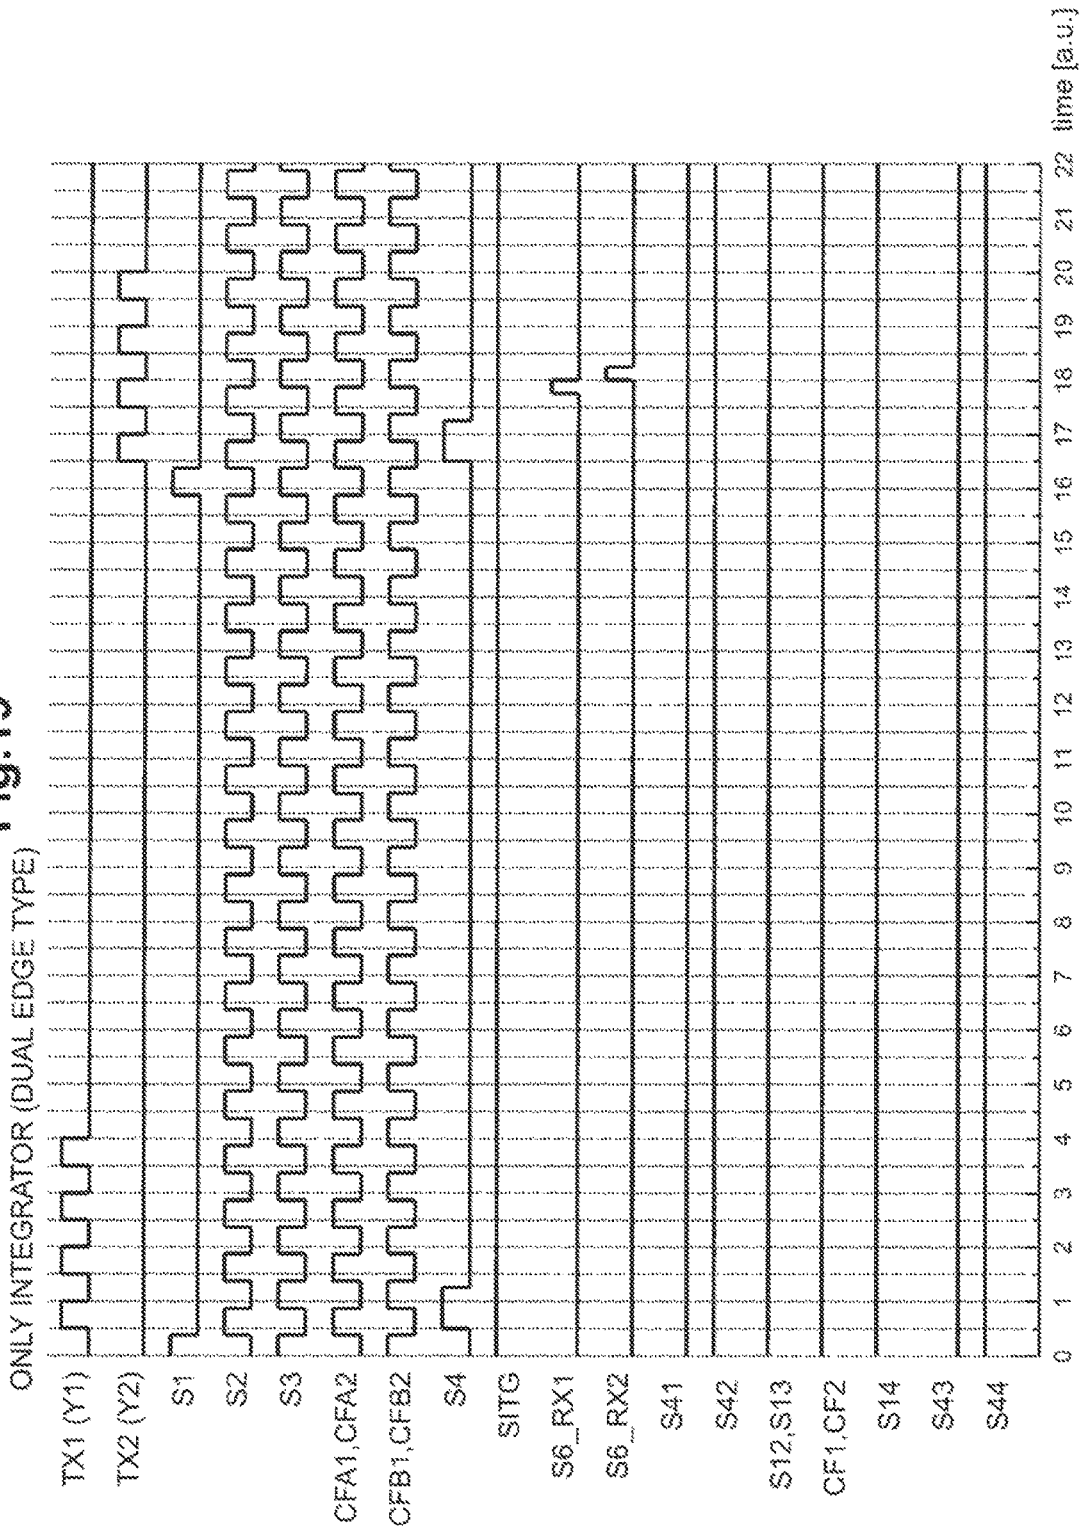 Fig.19
ONLY INTEGRATOR (DUAL EDGE TYPE)
TX1 (Y1)
TX2 (Y2)
S1
S2
S3
CFA1,CFA2
CFB1,CFB2
S4
SITG
S6_RX1
S6_RX2
S41
S42
S12,S13
CF1,CF2
S14
S43
S44
0 1 2 3 4 5 6 7 8 9 10 11 12 13 14 15 16 17 18 19 20 21 22 time [a.u.]